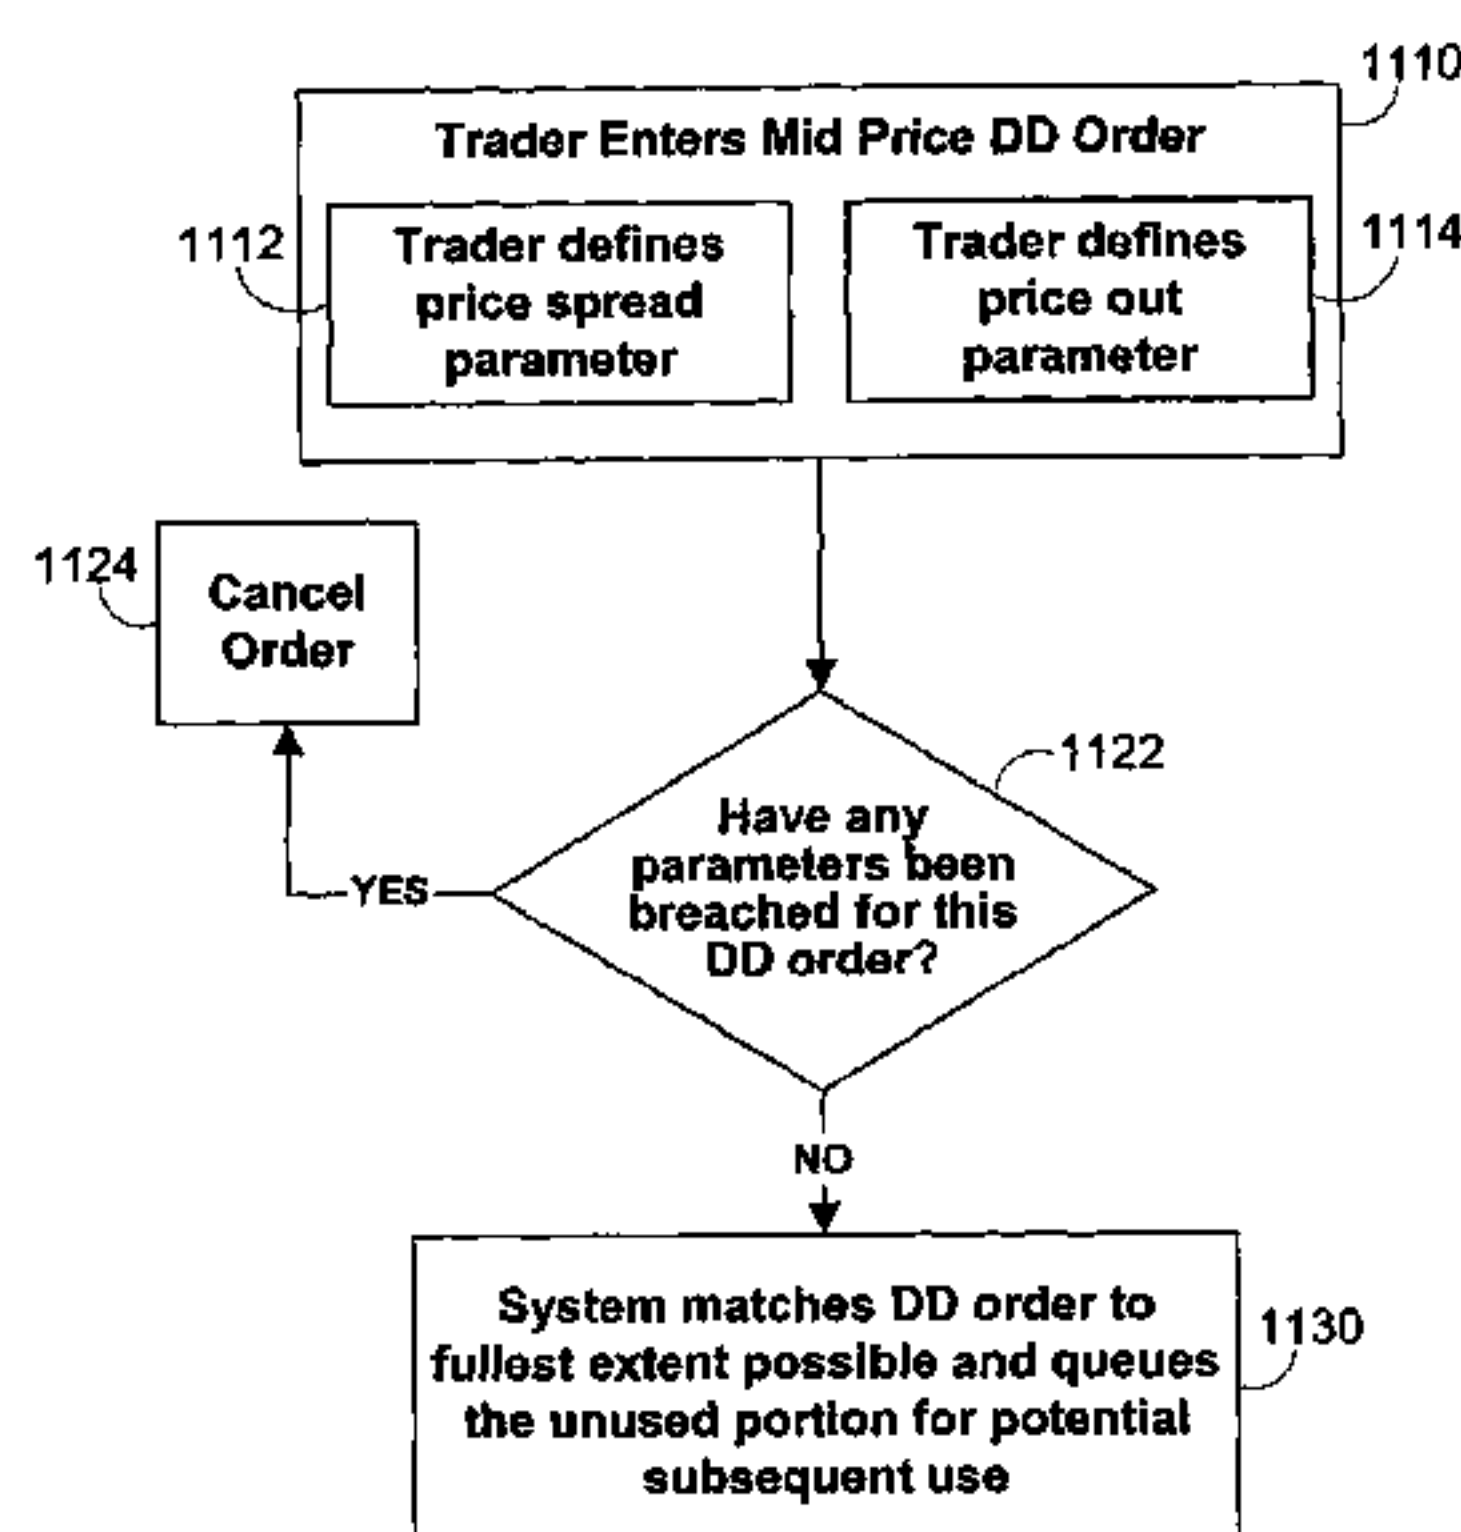 1110
Trader Enters Mid Price DD Order
1112
Trader defines
price spread
parameter
1114
Trader defines
price out
parameter
1124
Cancel
Order
1122
Have any
parameters been
breached for this
DD order?
YES
NO
System matches DD order to
fullest extent possible and queues
the unused portion for potential
subsequent use
1130